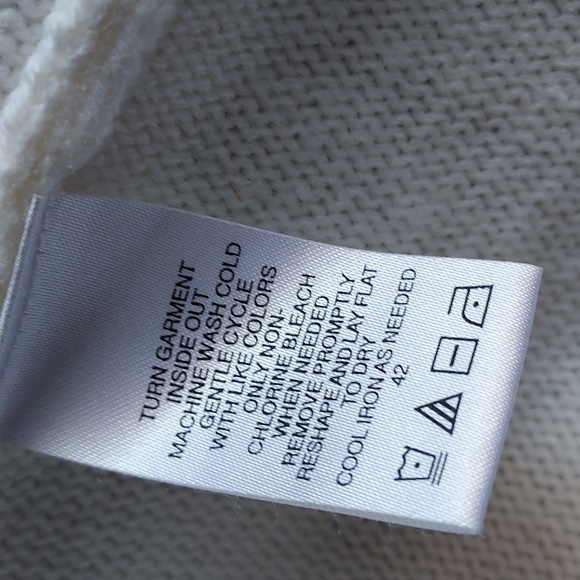 TURN GARMENT
INSIDE OUT
MACHINE WASH COLD
GENTLE CYCLE
WITH LIKE COLORS
ONLY NON-
CHLORINE BLEACH
WHEN NEEDED
REMOVE PROMPTLY
RESHAPE AND LAY FLAT
TO DRY
COOL IRON AS NEEDED
42